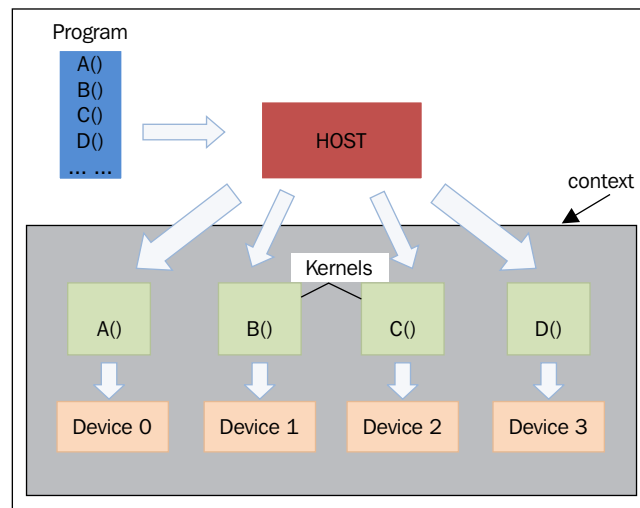 Program
A()
B()
C()
D()
... ...
HOST
context
Kernels
A()
B()
C()
D()
Device 0
Device 1
Device 2
Device 3